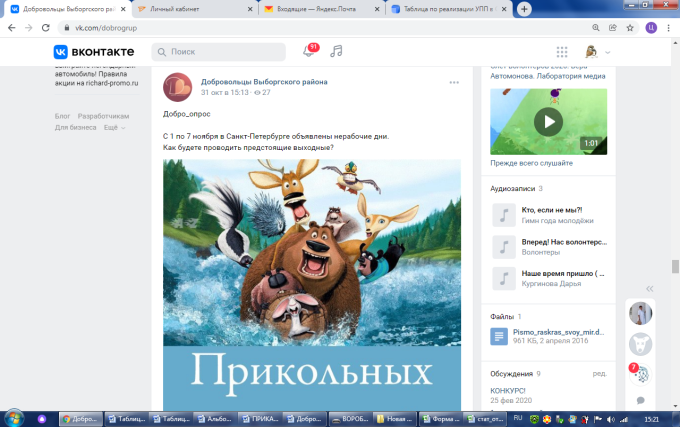 Добровольцы Выборгского района
Личный кабинет
Входящие — Яндекс.Почта
Таблица по реализации УПП в
vk.com/dobrogrup
ВКОНТАКТЕ
Поиск
91
автомобиль! Правила
акции на richard-promo.ru
Блог Разработчикам
Для бизнеса Ещё
Добровольцы Выборгского района
31 окт в 15:13 · 27
Добро_опрос
С 1 по 7 ноября в Санкт-Петербурге объявлены нерабочие дни.
Как будете проводить предстоящие выходные?
Прикольных
Автомонова. Лаборатория медиа
1:01
Прежде всего слушайте
Аудиозаписи 3
Кто, если не мы?!
Гимн года молодёжи
Вперед! Нас волонтерс...
Волонтеры
Наше время пришло (
Кургинова Дарья
Файлы 1
Pismo_raskras_svoy_mir.d...
961 КБ, 2 апреля 2016
Обсуждения 9 ред.
КОНКУРС!
25 фев 2020
7
Добро...
Таблиц...
Таблиц...
Альбо...
ПРИКА...
Добро...
ВОРОБ...
Новая ...
Форма ...
стат_от...
RU
15:21